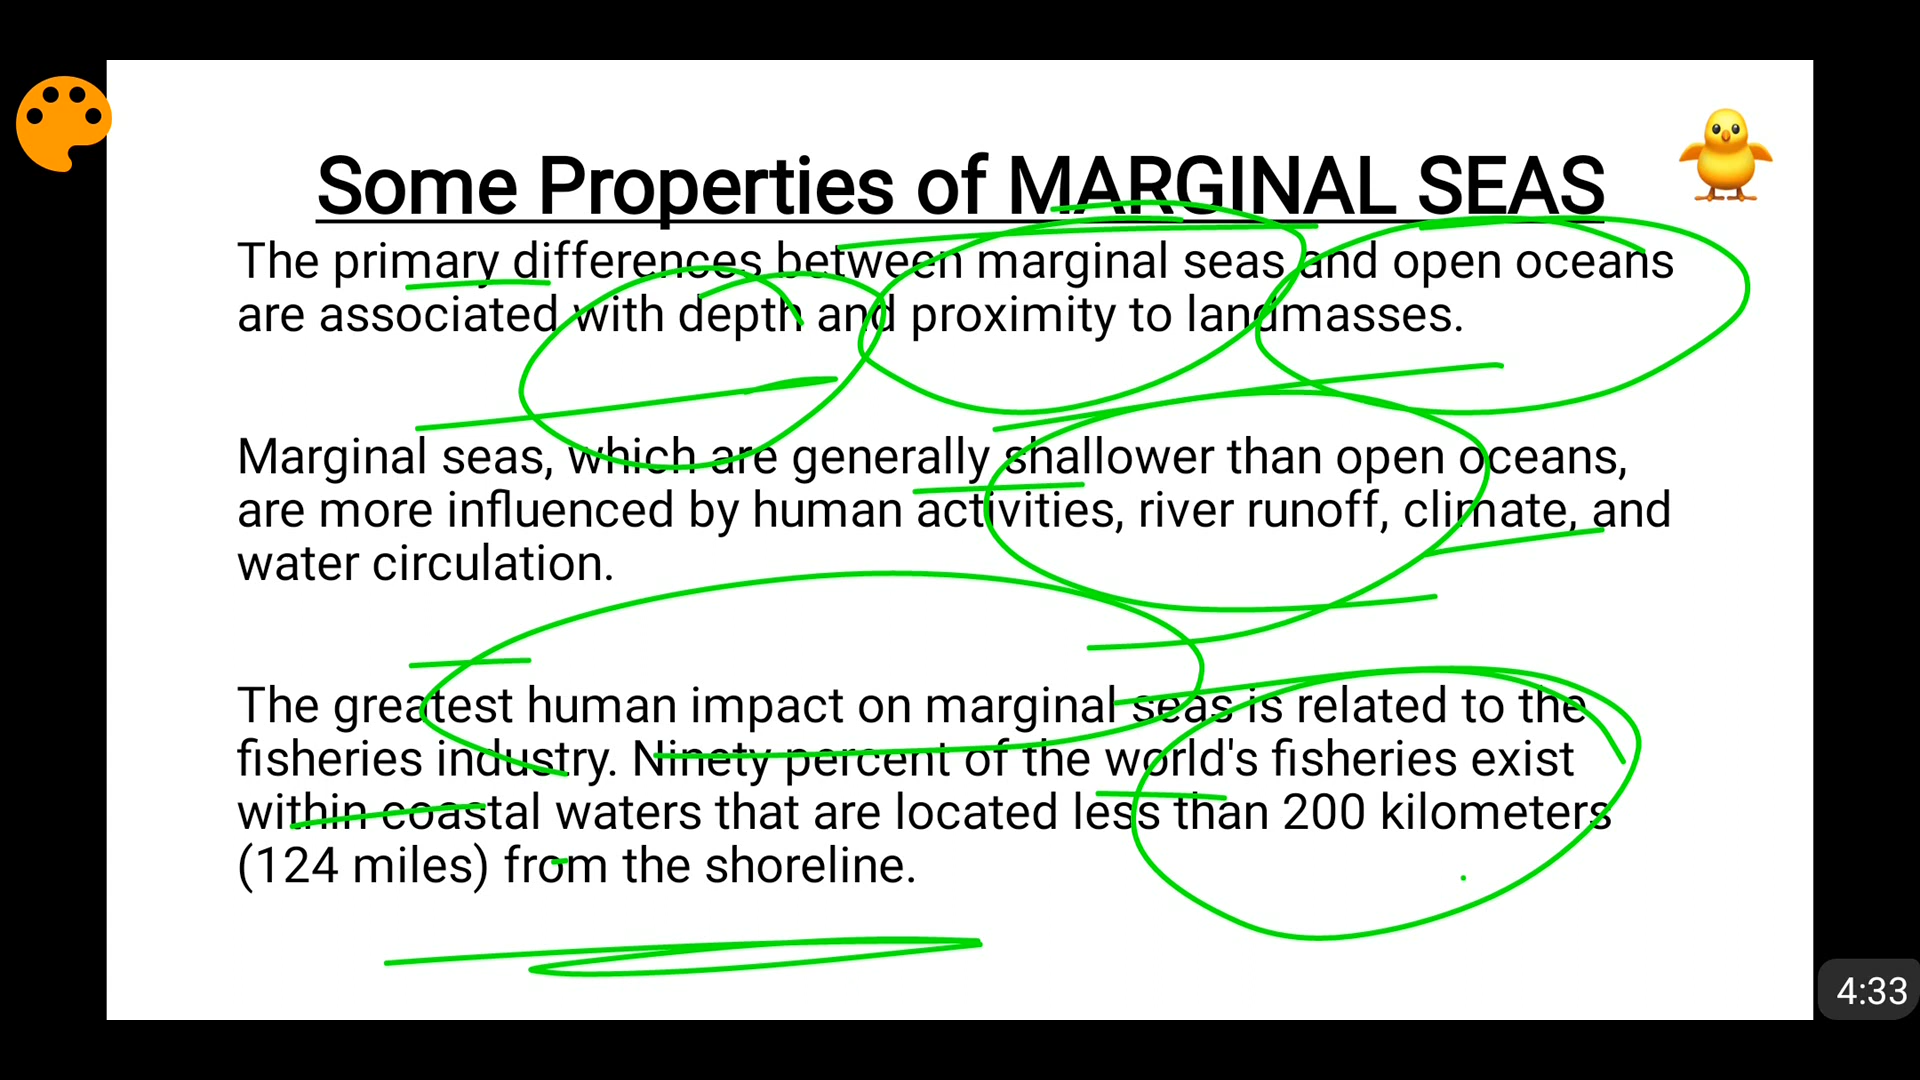 Some Properties of MARGINAL SEAS
The primary differences between marginal seas and open oceans
are associated with depth and proximity to landmasses.
Marginal seas, which are generally shallower than open oceans,
are more influenced by human activities, river runoff, climate, and
water circulation.
The greatest human impact on marginal seas is related to the
fisheries industry. Ninety percent of the world's fisheries exist
within coastal waters that are located less than 200 kilometers
(124 miles) from the shoreline.
4:33